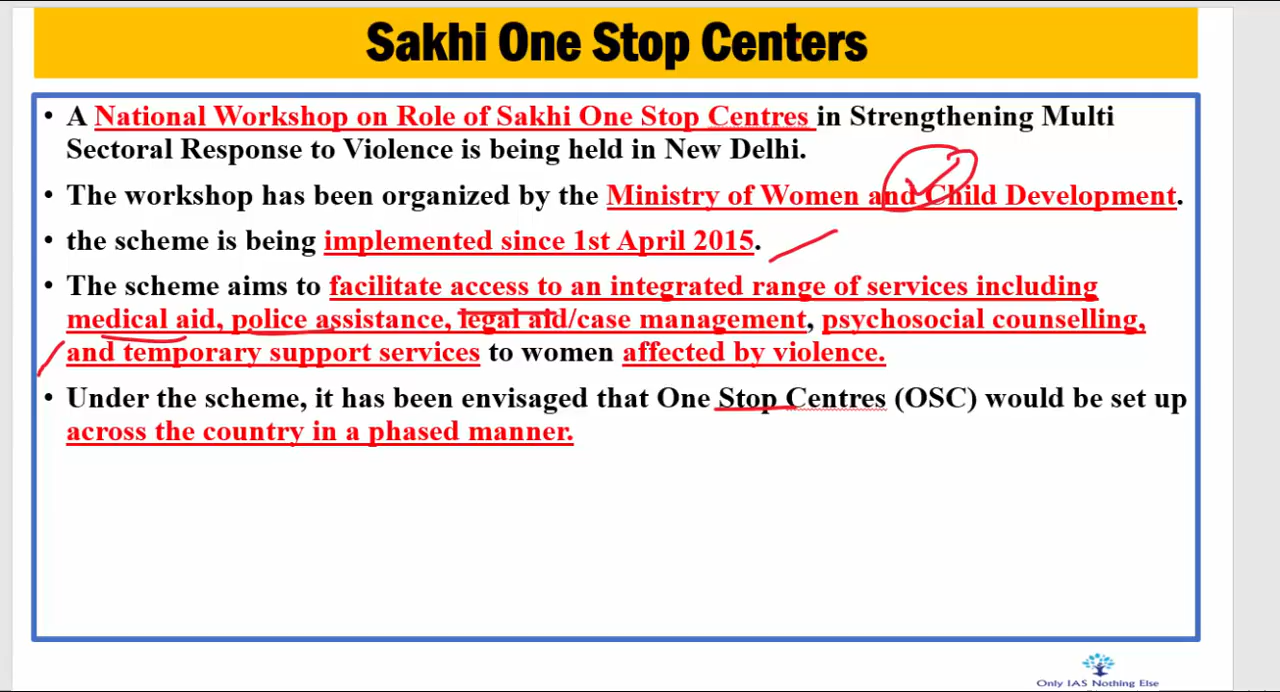 Sakhi One Stop Centers
• A National Workshop on Role of Sakhi One Stop Centres in Strengthening Multi
Sectoral Response to Violence is being held in New Delhi.
• The workshop has been organized by the Ministry of Women and Child Development.
• the scheme is being implemented since 1st April 2015.
• The scheme aims to facilitate access to an integrated range of services including
medical aid, police assistance, legal aid/case management, psychosocial counselling,
and temporary support services to women affected by violence.
• Under the scheme, it has been envisaged that One Stop Centres (OSC) would be set up
across the country in a phased manner.
Only IAS Nothing Else